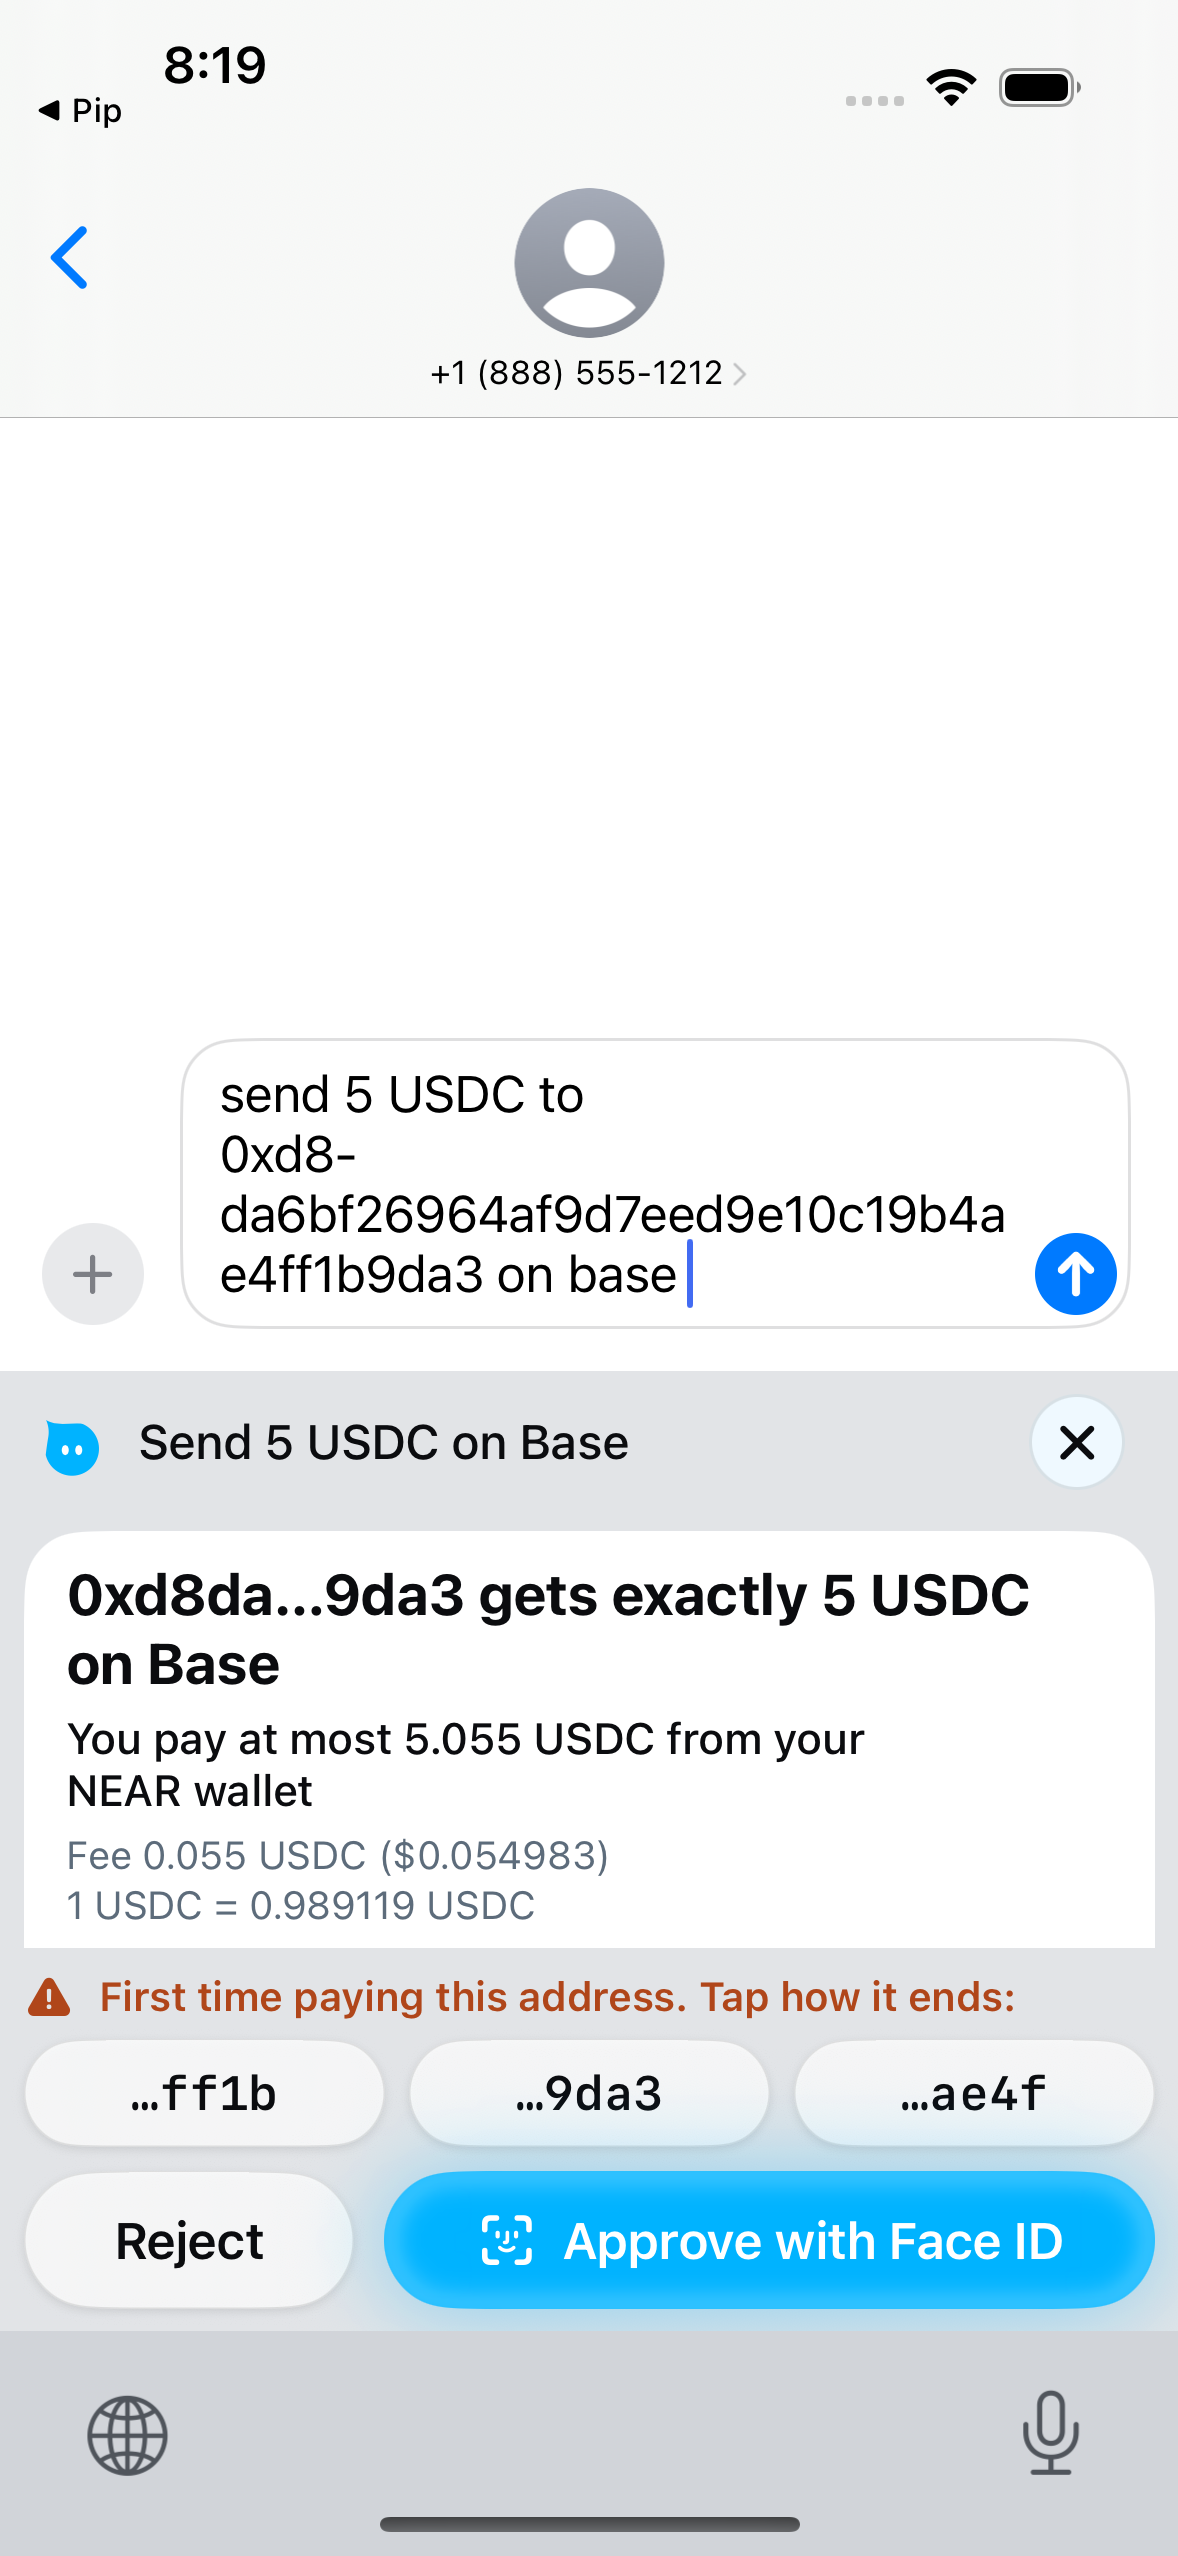 8:19
Pip
+1 (888) 555-1212
send 5 USDC to
0xd8-
da6bf26964af9d7eed9e10c19b4a
e4ff1b9da3 on base
Send 5 USDC on Base
0xd8da...9da3 gets exactly 5 USDC
on Base
You pay at most 5.055 USDC from your
NEAR wallet
Fee 0.055 USDC ($0.054983)
1 USDC = 0.989119 USDC
First time paying this address. Tap how it ends:
…ff1b
…9da3
…ae4f
Reject
Approve with Face ID